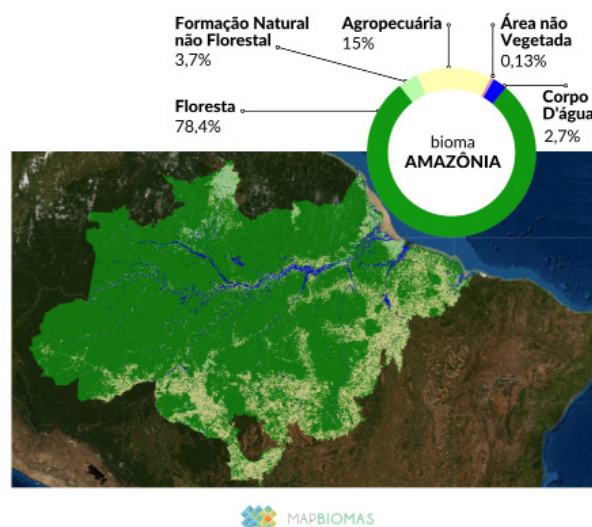 Formação Natural
não Florestal
3,7%
Agropecuária
15%
Área não
Vegetada
0,13%
Floresta
78,4%
Corpo
D'água
2,7%
bioma
AMAZÔNIA
MAPBIOMAS